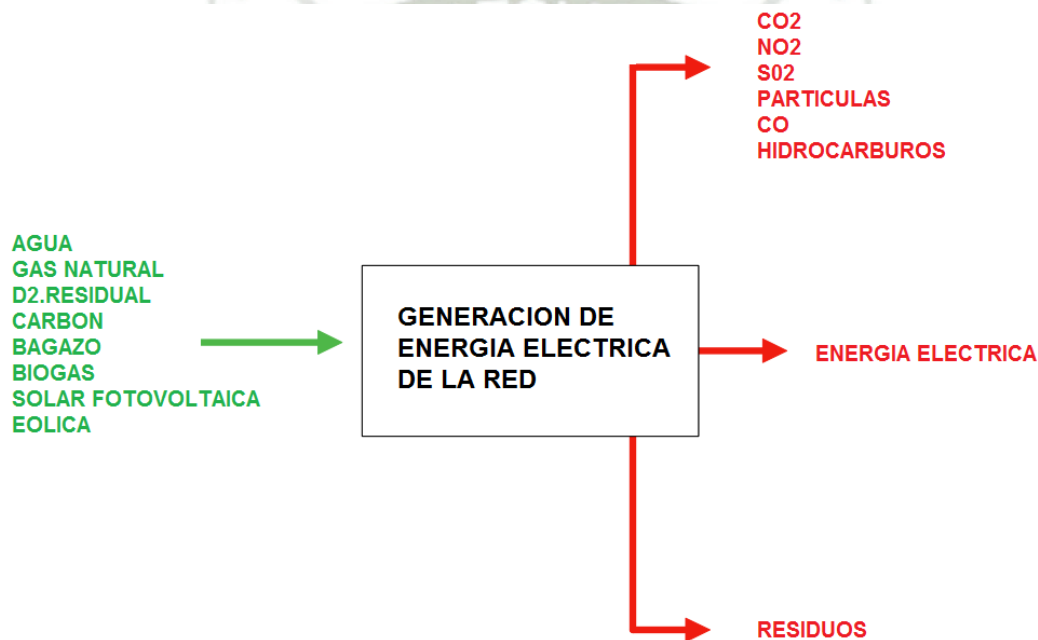 CO2
NO2
S02
PARTICULAS
CO
HIDROCARBUROS
AGUA
GAS NATURAL
D2.RESIDUAL
CARBON
BAGAZO
BIOGAS
SOLAR FOTOVOLTAICA
EOLICA
GENERACION DE
ENERGIA ELECTRICA
DE LA RED
ENERGIA ELECTRICA
RESIDUOS